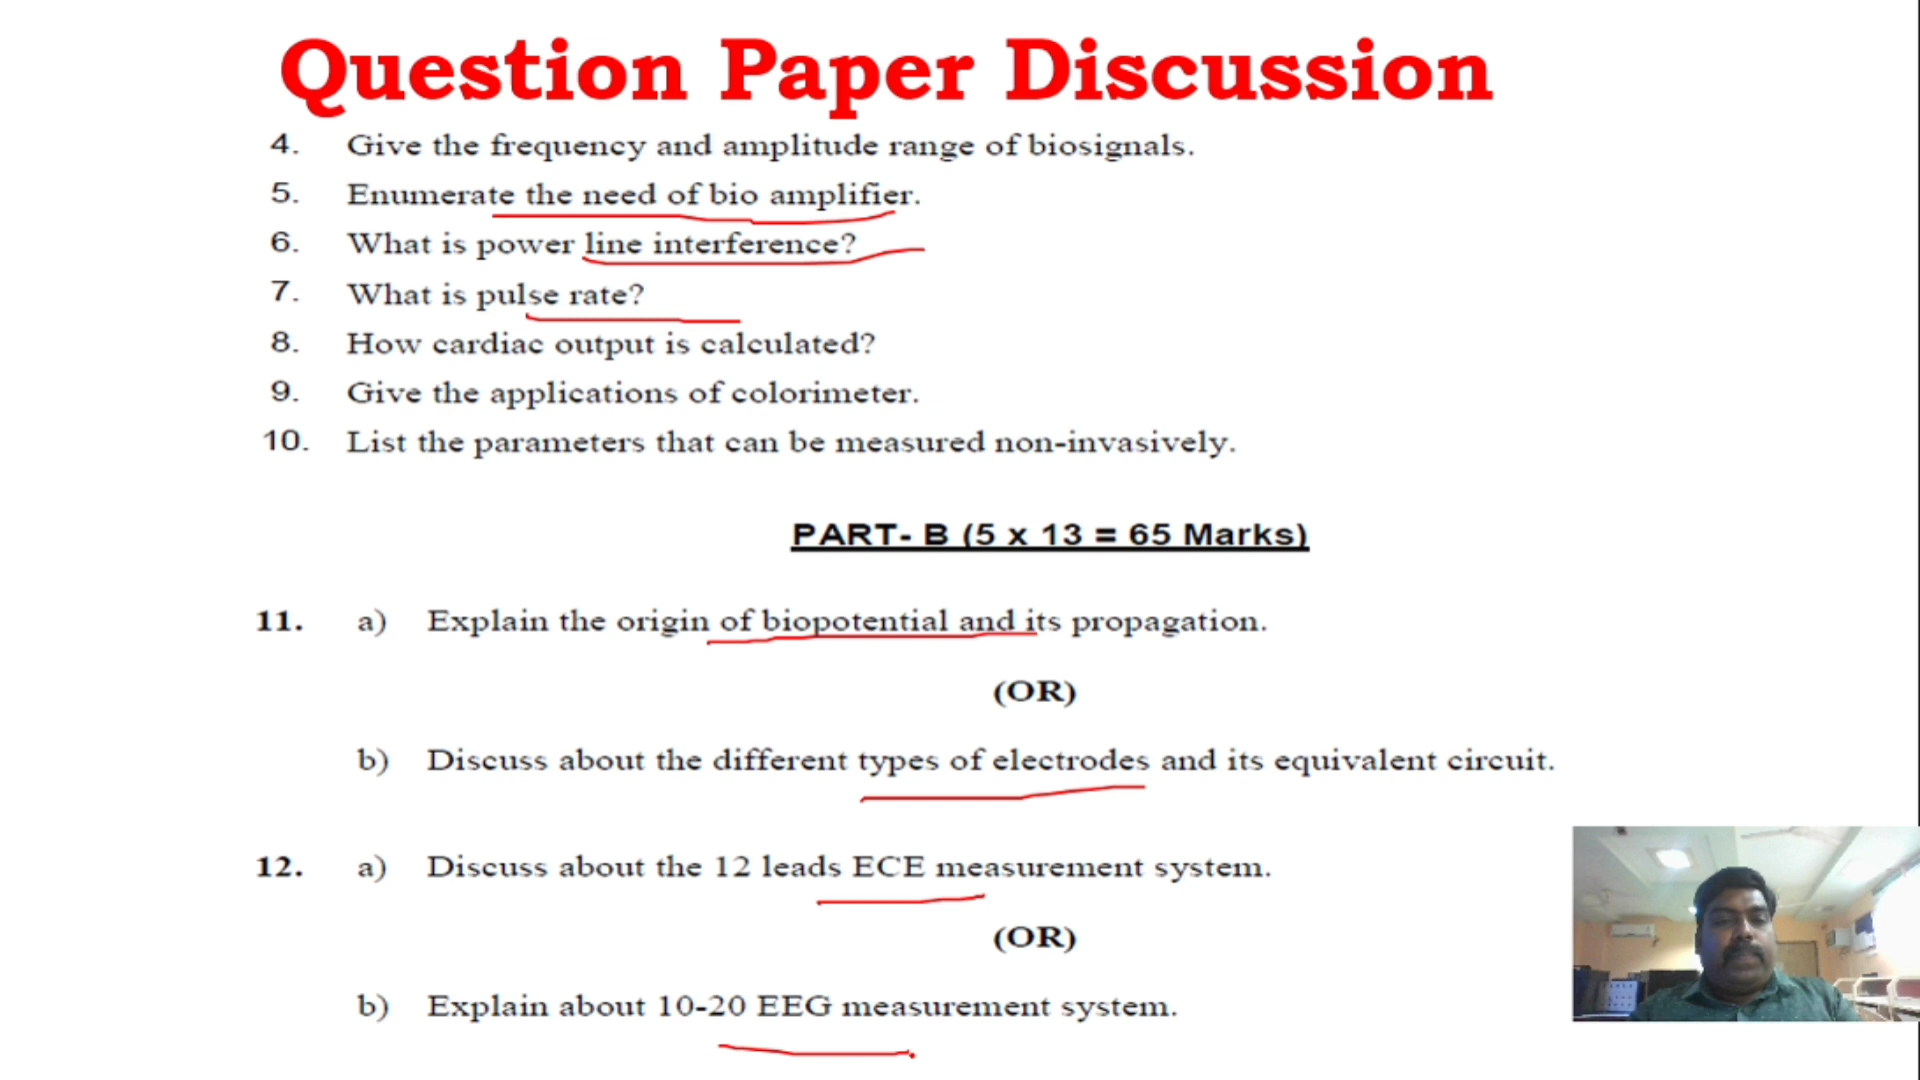 Question Paper Discussion
4. Give the frequency and amplitude range of biosignals.
5. Enumerate the need of bio amplifier.
6. What is power line interference?
7. What is pulse rate?
8. How cardiac output is calculated?
9. Give the applications of colorimeter.
10. List the parameters that can be measured non-invasively.
PART- B (5 x 13 = 65 Marks)
11. a) Explain the origin of biopotential and its propagation.
(OR)
b) Discuss about the different types of electrodes and its equivalent circuit.
12. a) Discuss about the 12 leads ECE measurement system.
(OR)
b) Explain about 10-20 EEG measurement system.